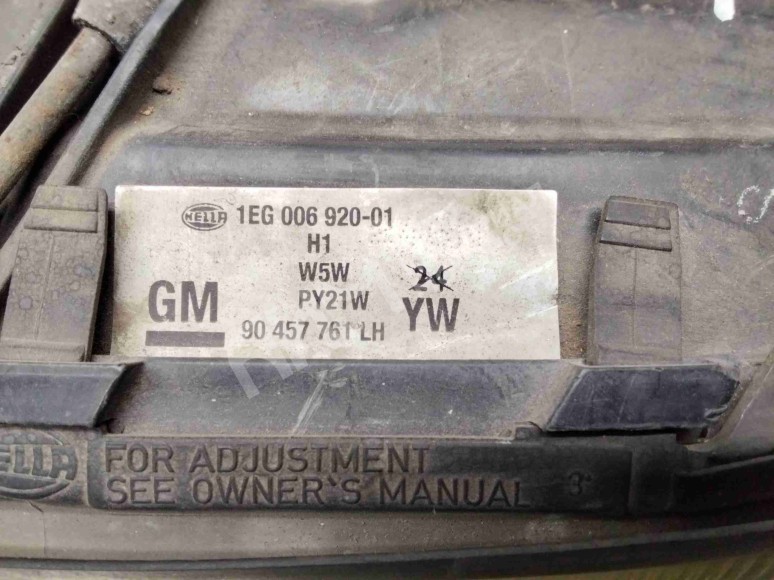 HELLA 1EG 006 920-01
H1
W5W 24
GM PY21W YW
90 457 761 LH
HELLA FOR ADJUSTMENT
SEE OWNER'S MANUAL 3°